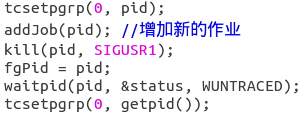 tcsetpgrp(0, pid);
addJob(pid); //增加新的作业
kill(pid, SIGUSR1);
fgPid = pid;
waitpid(pid, &status, WUNTRACED);
tcsetpgrp(0, getpid());